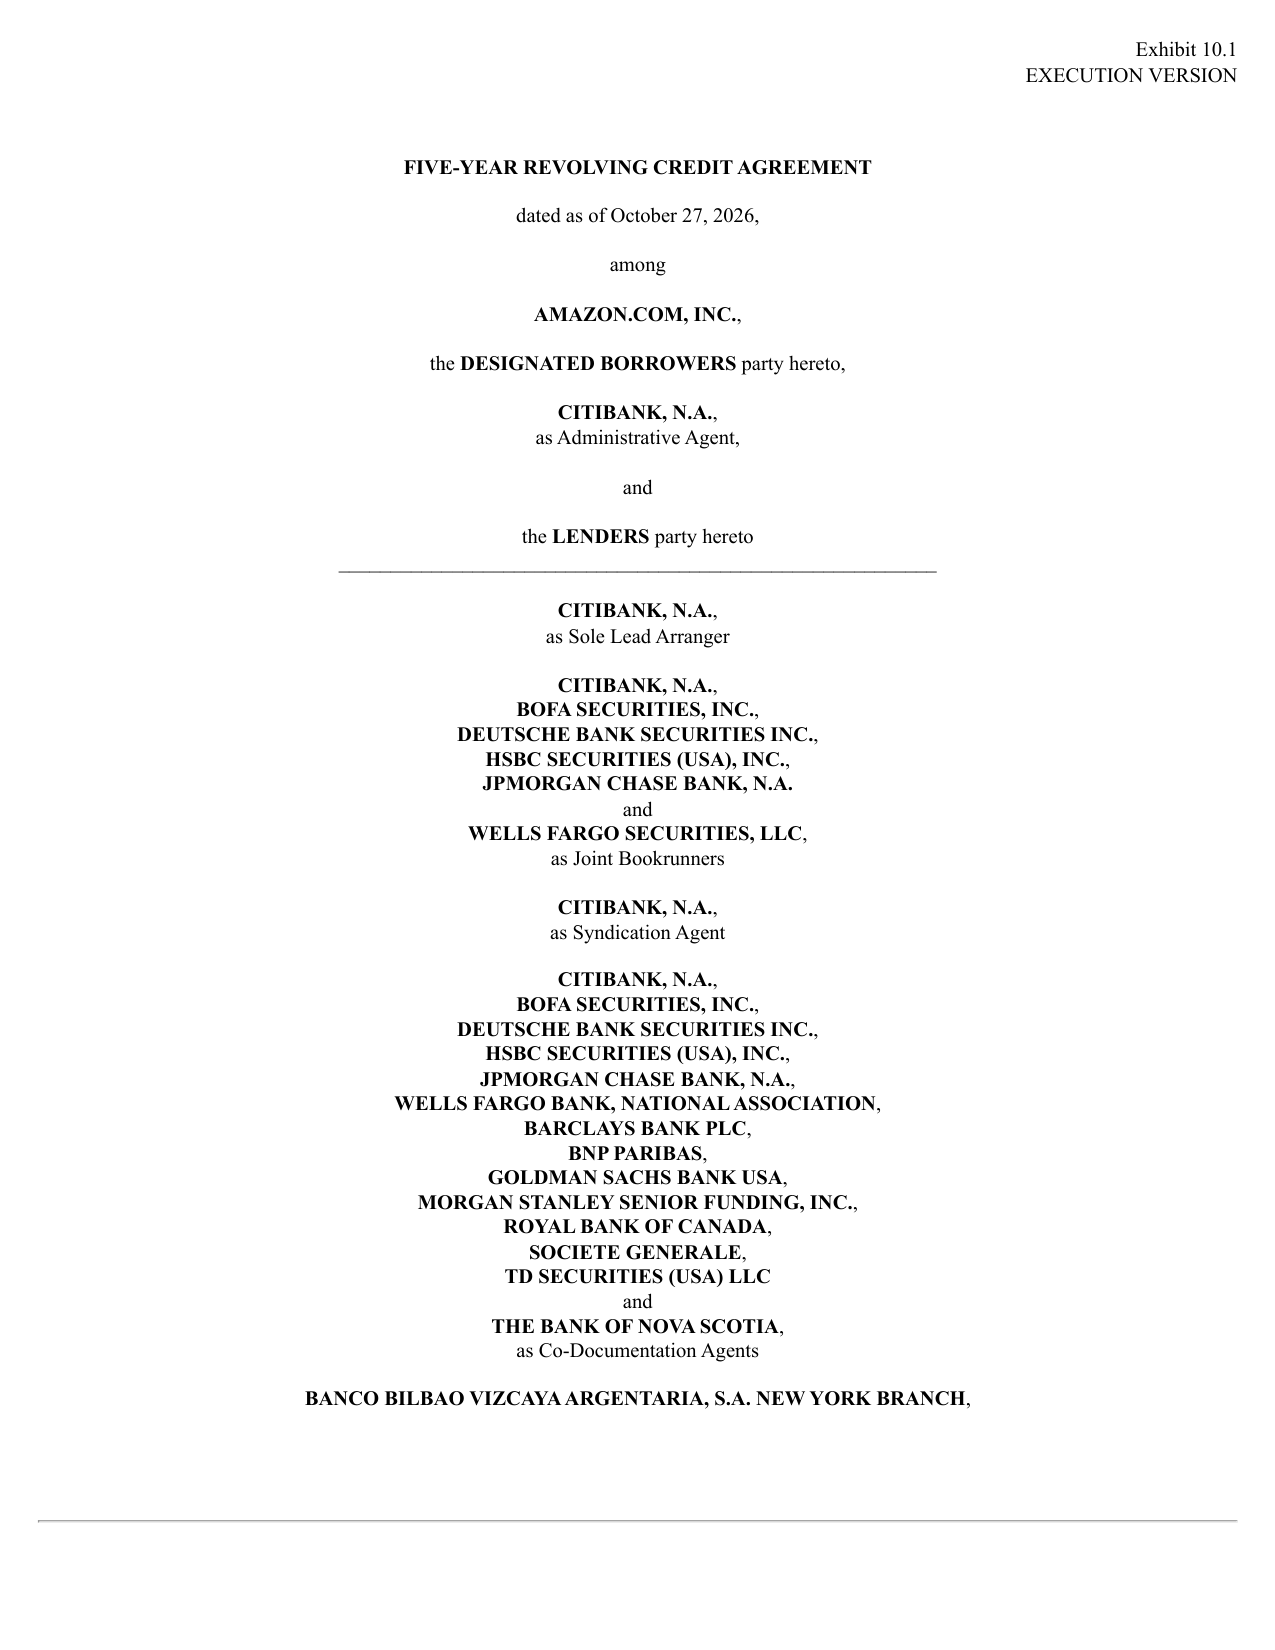 Exhibit 10.1
EXECUTION VERSION
FIVE-YEAR REVOLVING CREDIT AGREEMENT
dated as of October 27, 2026,
among
AMAZON.COM, INC.,
the DESIGNATED BORROWERS party hereto,
CITIBANK, N.A.,
as Administrative Agent,
and
the LENDERS party hereto
CITIBANK, N.A.,
as Sole Lead Arranger
CITIBANK, N.A.,
BOFA SECURITIES, INC.,
DEUTSCHE BANK SECURITIES INC.,
HSBC SECURITIES (USA), INC.,
JPMORGAN CHASE BANK, N.A.
and
WELLS FARGO SECURITIES, LLC,
as Joint Bookrunners
CITIBANK, N.A.,
as Syndication Agent
CITIBANK, N.A.,
BOFA SECURITIES, INC.,
DEUTSCHE BANK SECURITIES INC.,
HSBC SECURITIES (USA), INC.,
JPMORGAN CHASE BANK, N.A.,
WELLS FARGO BANK, NATIONAL ASSOCIATION,
BARCLAYS BANK PLC,
BNP PARIBAS,
GOLDMAN SACHS BANK USA,
MORGAN STANLEY SENIOR FUNDING, INC.,
ROYAL BANK OF CANADA,
SOCIETE GENERALE,
TD SECURITIES (USA) LLC
and
THE BANK OF NOVA SCOTIA,
as Co-Documentation Agents
BANCO BILBAO VIZCAYA ARGENTARIA, S.A. NEW YORK BRANCH,